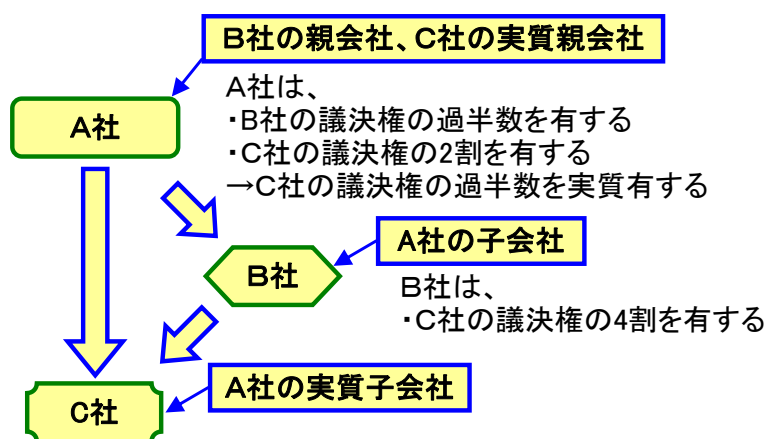 B社の親会社、C社の実質親会社
A社は、
・B社の議決権の過半数を有する
・C社の議決権の2割を有する
→C社の議決権の過半数を実質有する
A社
A社の子会社
B社
B社は、
・C社の議決権の4割を有する
A社の実質子会社
C社